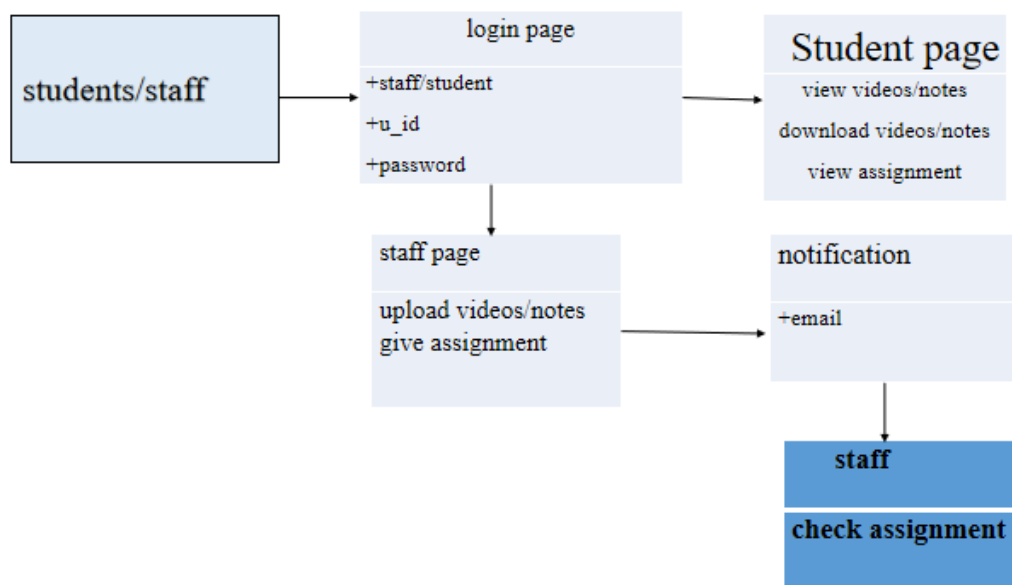 students/staff
login page
+staff/student
+u_id
+password
Student page
view videos/notes
download videos/notes
view assignment
staff page
upload videos/notes
give assignment
notification
+email
staff
check assignment